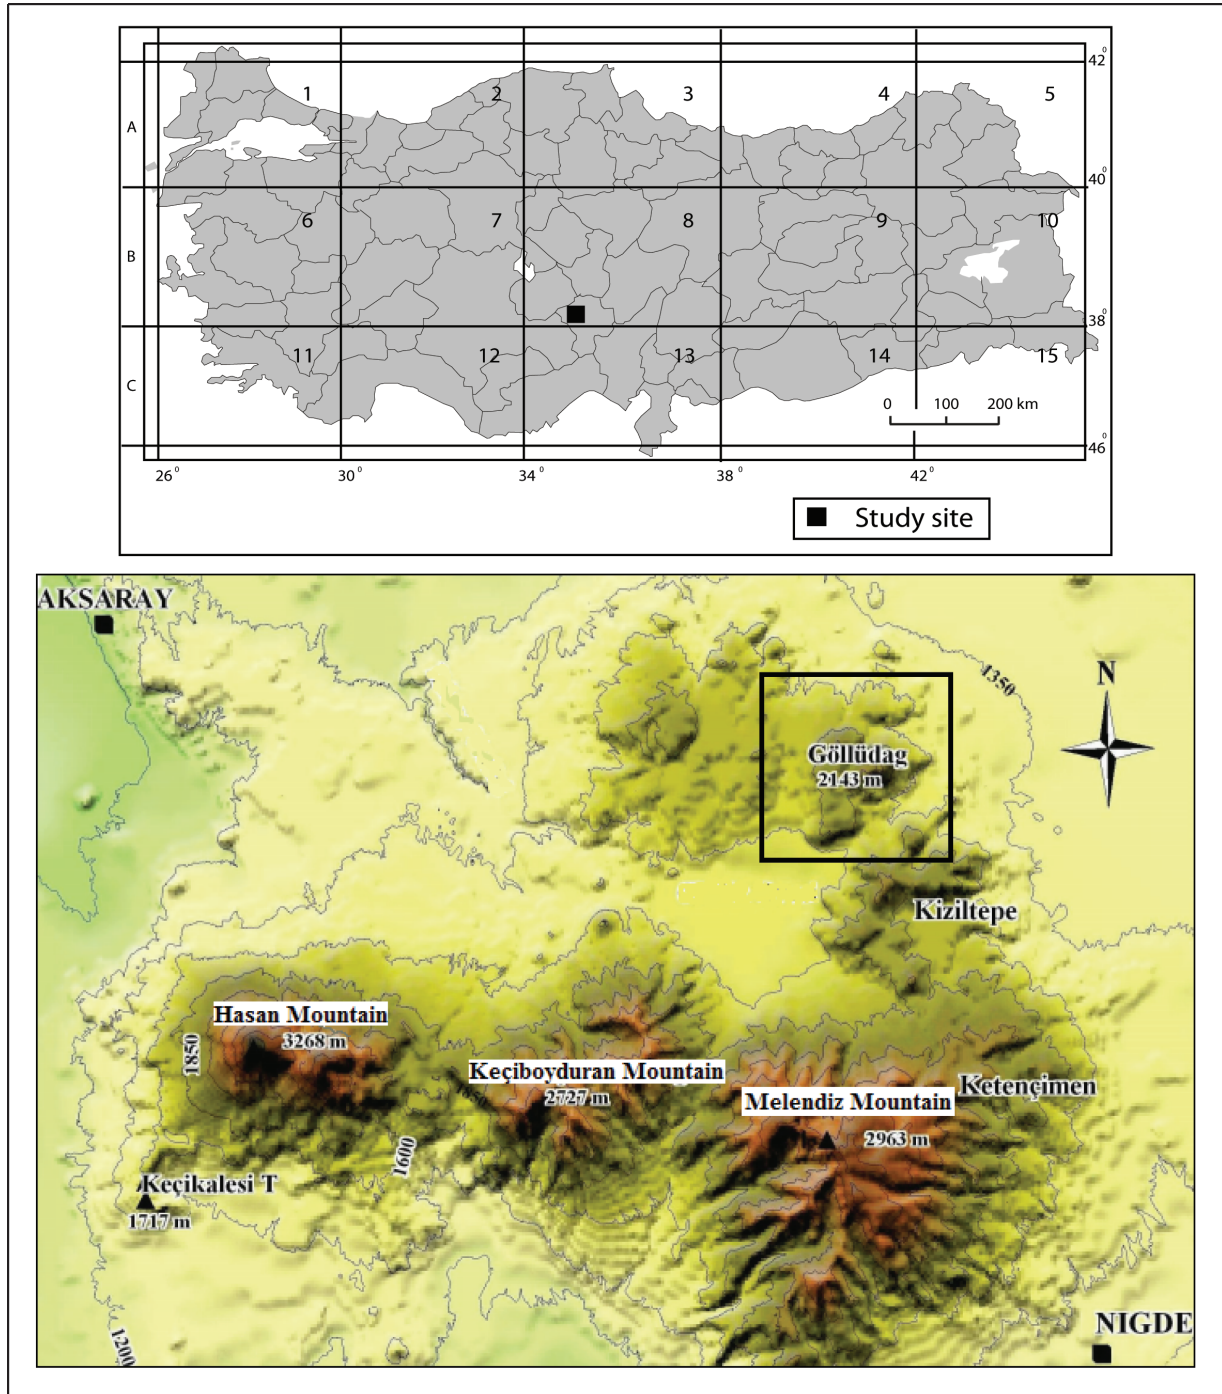 42°
1 2 3 4 5
A
40°
6 7 8 9 10
B
38°
11 12 13 14 15
C
0 100 200 km
46°
26° 30° 34° 38° 42°
Study site
AKSARAY
1350
N
Göllüdag
2143 m
Kiziltepe
Hasan Mountain
3268 m
1850
Keçiboyduran Mountain
2727 m
Ketençimen
Melendiz Mountain
2963 m
1600
Keçikalesi T
1717 m
NIGDE
1200